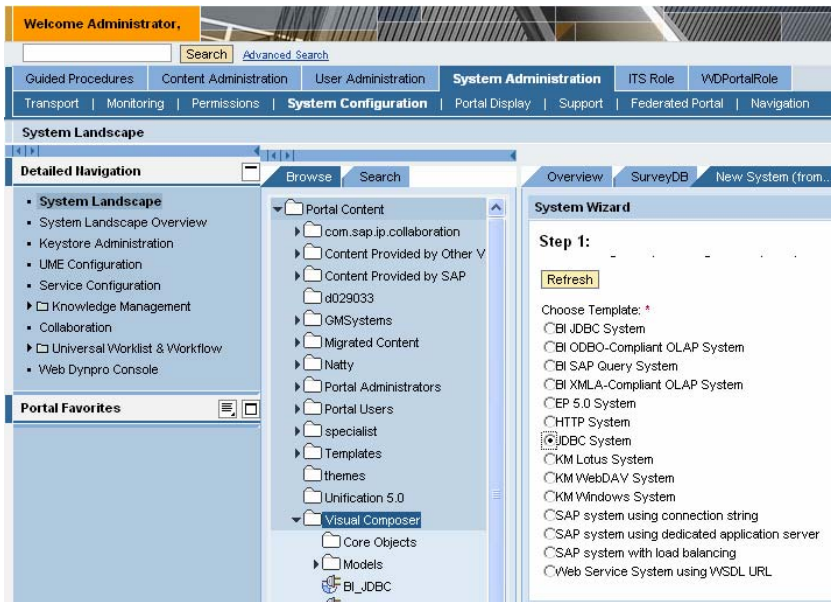 Welcome Administrator,
Search Advanced Search
Guided Procedures Content Administration User Administration System Administration ITS Role WDPortalRole
Transport | Monitoring | Permissions | System Configuration | Portal Display | Support | Federated Portal | Navigation
System Landscape
Detailed Navigation
System Landscape
System Landscape Overview
Keystore Administration
UME Configuration
Service Configuration
Knowledge Management
Collaboration
Universal Worklist & Workflow
Web Dynpro Console
Portal Favorites
Browse Search
Portal Content
com.sap.ip.collaboration
Content Provided by Other V
Content Provided by SAP
d029033
GMSystems
Migrated Content
Natty
Portal Administrators
Portal Users
specialist
Templates
themes
Unification 5.0
Visual Composer
Core Objects
Models
BI_JDBC
Overview SurveyDB New System (from...
System Wizard
Step 1:
Refresh
Choose Template: *
BI JDBC System
BI ODBO-Compliant OLAP System
BI SAP Query System
BI XMLA-Compliant OLAP System
EP 5.0 System
HTTP System
JDBC System
KM Lotus System
KM WebDAV System
KM Windows System
SAP system using connection string
SAP system using dedicated application server
SAP system with load balancing
Web Service System using WSDL URL